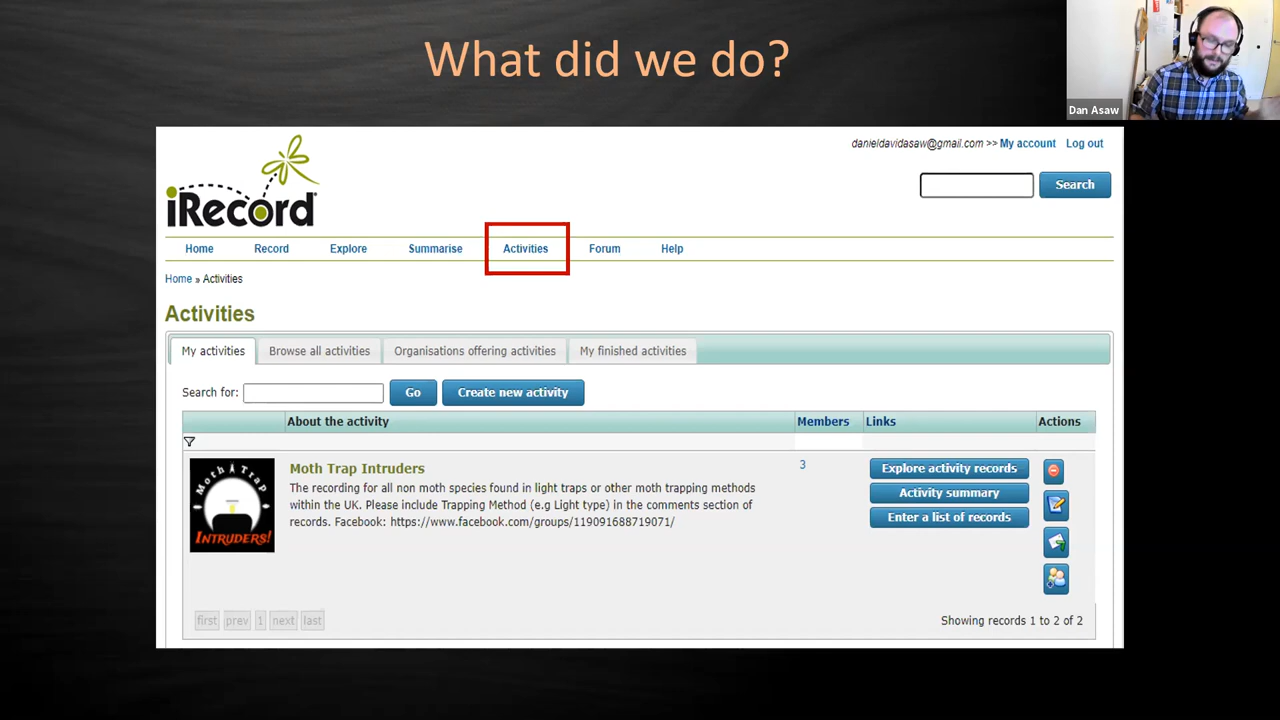 What did we do?
Dan Asaw
iRecord
danieldavidasaw@gmail.com >> My account Log out
Search
Home Record Explore Summarise Activities Forum Help
Home » Activities
Activities
My activities Browse all activities Organisations offering activities My finished activities
Search for: Go Create new activity
About the activity Members Links Actions
Moth Trap Intruders 3 Explore activity records
The recording for all non moth species found in light traps or other moth trapping methods
within the UK. Please include Trapping Method (e.g Light type) in the comments section of
records. Facebook: https://www.facebook.com/groups/119091688719071/
Activity summary
Enter a list of records
Moth A Trap
INTRUDERS!
first prev 1 next last Showing records 1 to 2 of 2